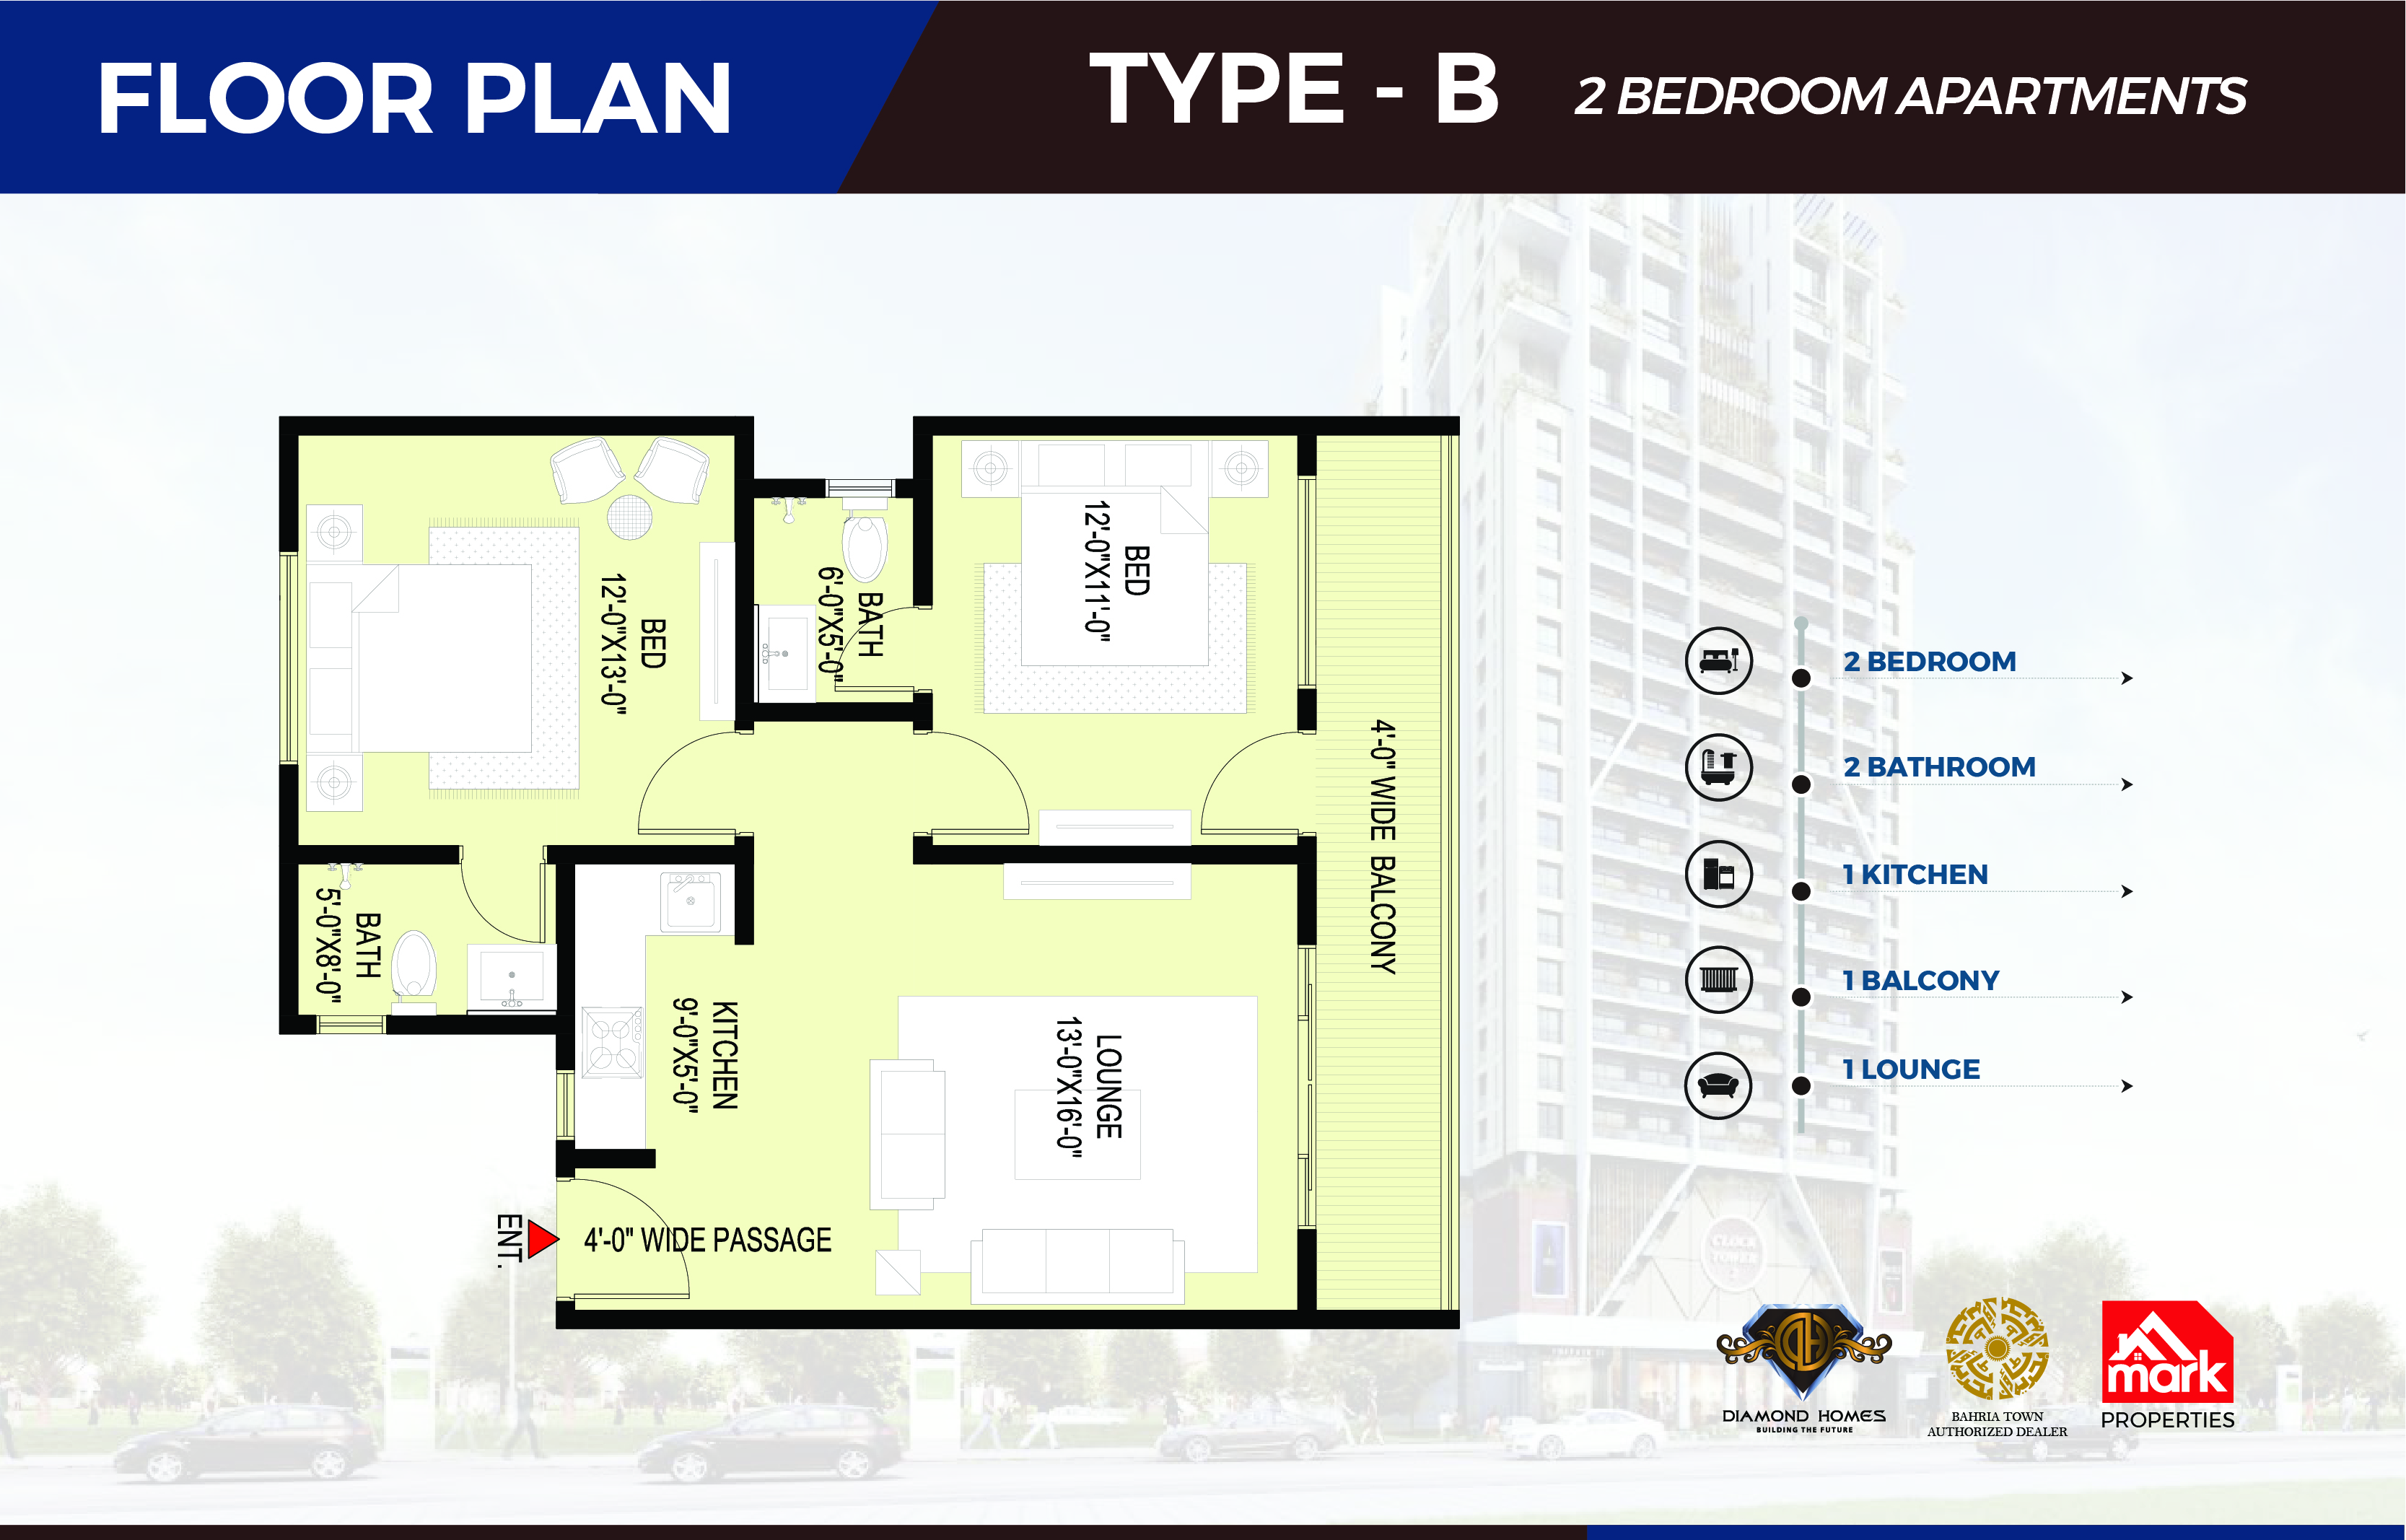 FLOOR PLAN
TYPE - B
2 BEDROOM APARTMENTS
BED
12'-0"X13'-0"
BATH
6'-0"X5'-0"
BED
12'-0"X11'-0"
4'-0" WIDE BALCONY
BATH
5'-0"X8'-0"
KITCHEN
9'-0"X5'-0"
LOUNGE
13'-0"X16'-0"
ENT.
4'-0" WIDE PASSAGE
2 BEDROOM
2 BATHROOM
1 KITCHEN
1 BALCONY
1 LOUNGE
CLOCK
TOWER
DH
DIAMOND HOMES
BUILDING THE FUTURE
BAHRIA TOWN
AUTHORIZED DEALER
mark
PROPERTIES